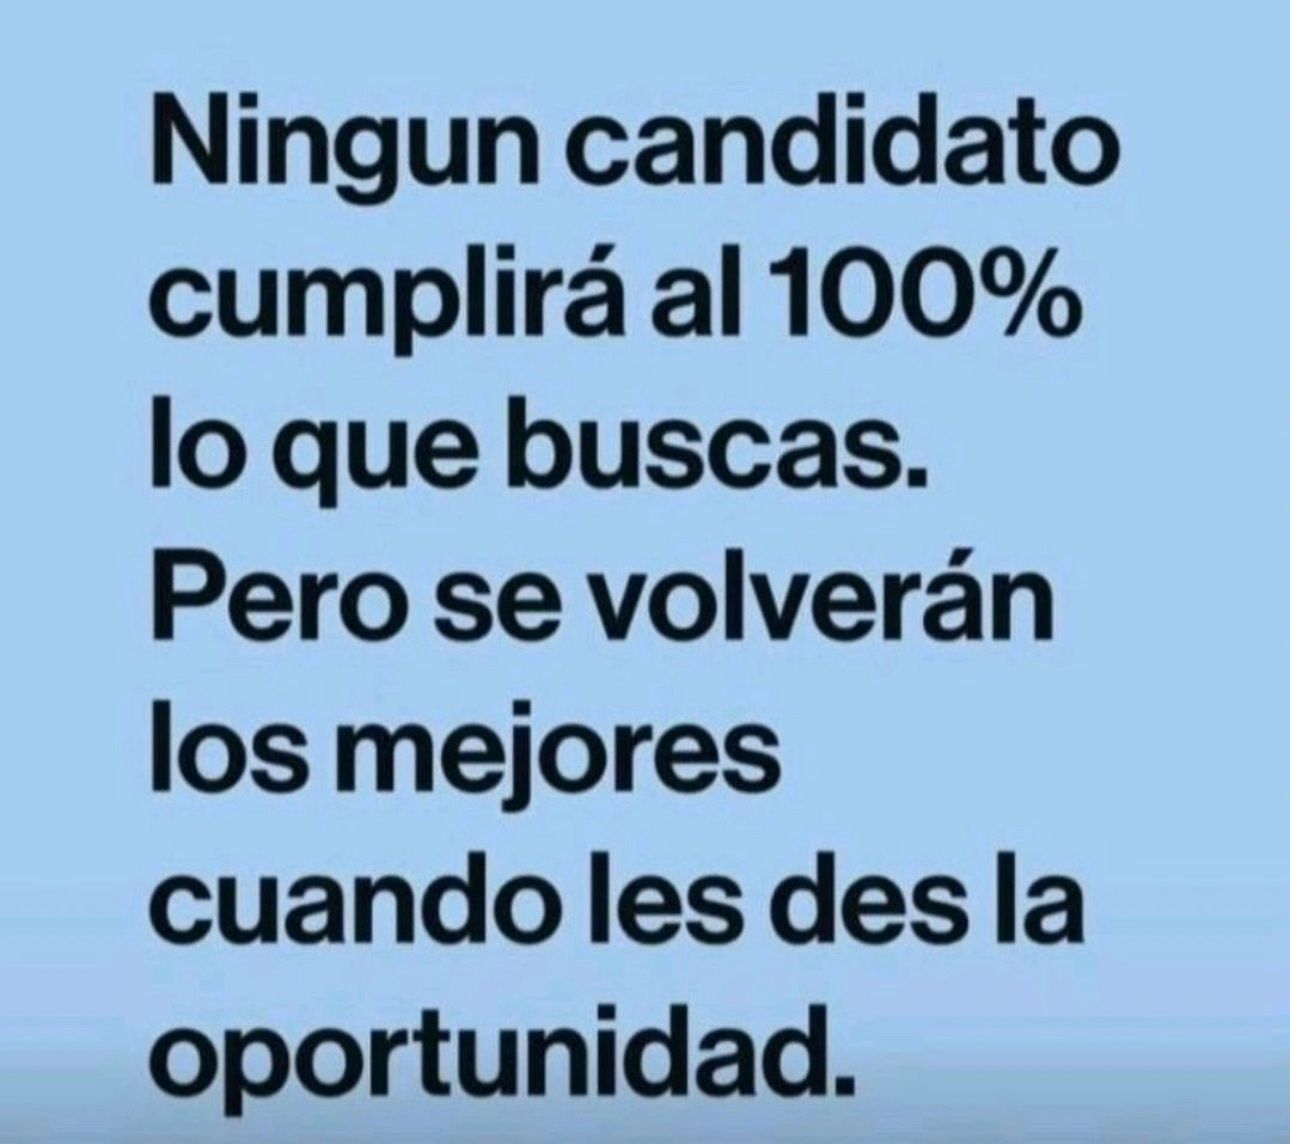 Ningun candidato
cumplirá al 100%
lo que buscas.
Pero se volverán
los mejores
cuando les des la
oportunidad.